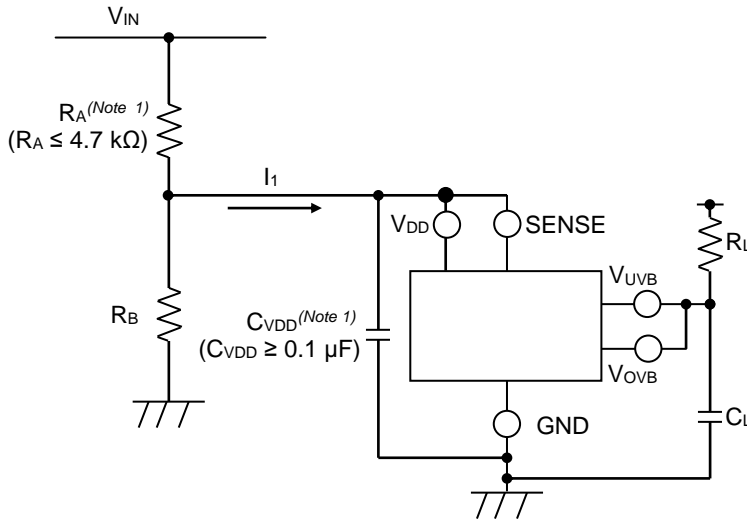 VIN
RA(Note 1)
(RA ≤ 4.7 kΩ)
I1
VDD
SENSE
RL
VUVB
RB
CVDD(Note 1)
(CVDD ≥ 0.1 µF)
VOVB
CL
GND